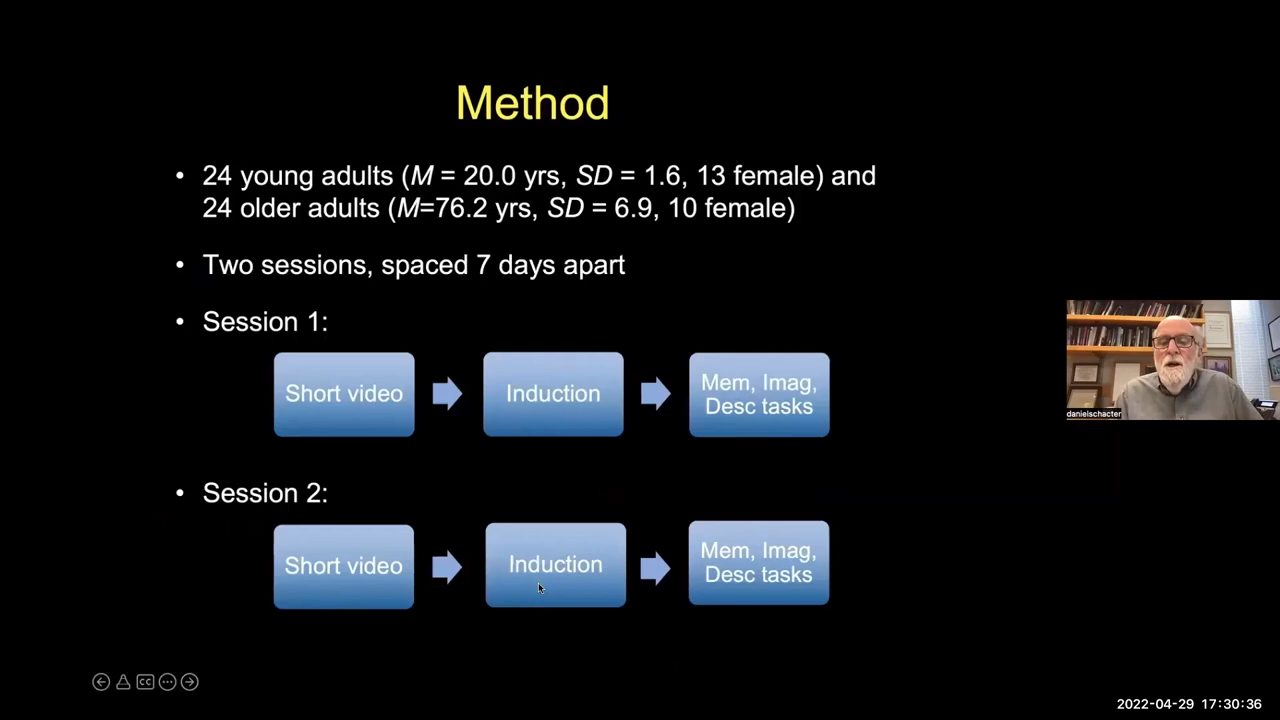 Method
• 24 young adults (M = 20.0 yrs, SD = 1.6, 13 female) and
24 older adults (M=76.2 yrs, SD = 6.9, 10 female)
• Two sessions, spaced 7 days apart
• Session 1:
Short video
Induction
Mem, Imag,
Desc tasks
danielschacter
• Session 2:
Short video
Induction
Mem, Imag,
Desc tasks
CC
2022-04-29 17:30:36